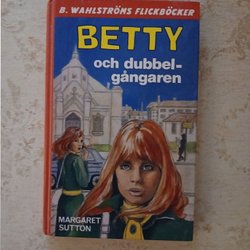 B. WAHLSTRÖMS FLICKBÖCKER
BETTY
och dubbel-
gångaren
MARGARET
SUTTON